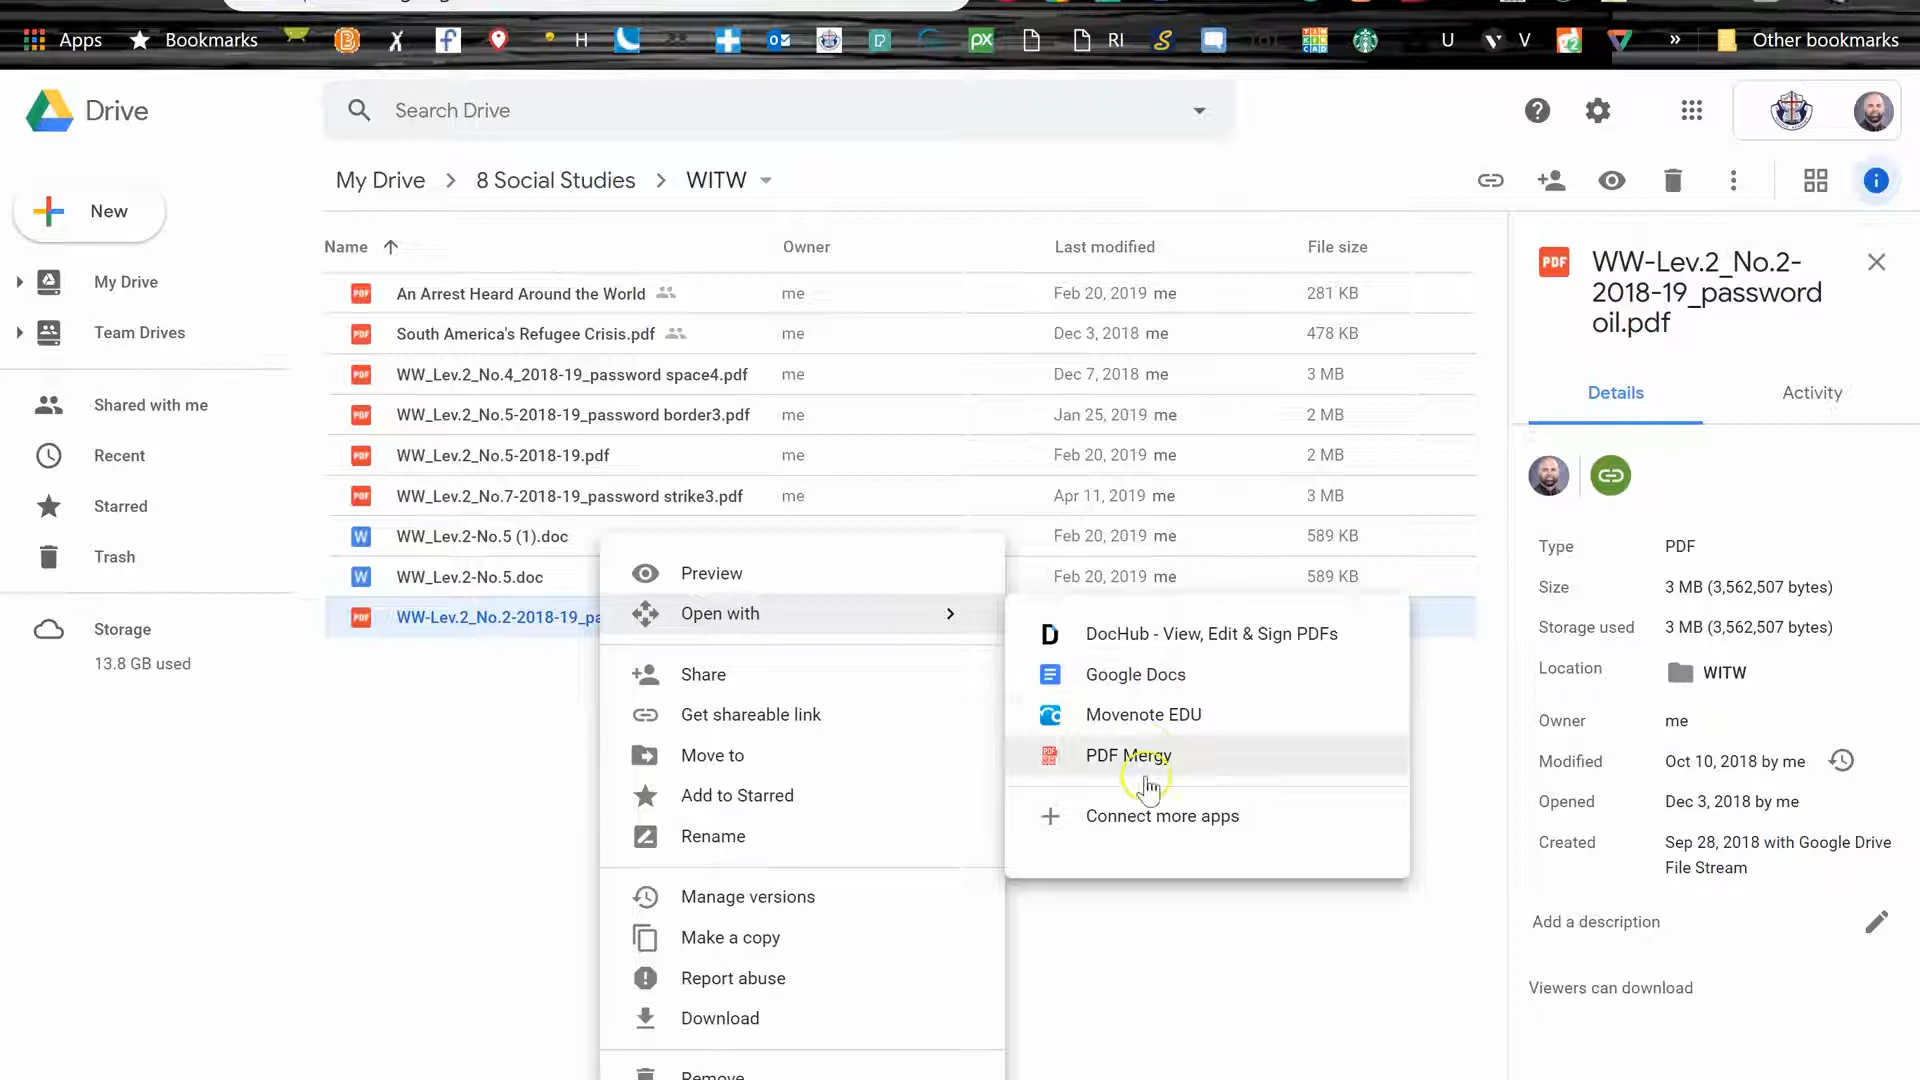 Apps Bookmarks H RI U V Other bookmarks
Drive
Search Drive
My Drive 8 Social Studies WITW
New
Name Owner Last modified File size
An Arrest Heard Around the World me Feb 20, 2019 me 281 KB
South America's Refugee Crisis.pdf me Dec 3, 2018 me 478 KB
WW_Lev.2_No.4_2018-19_password space4.pdf me Dec 7, 2018 me 3 MB
WW_Lev.2_No.5-2018-19_password border3.pdf me Jan 25, 2019 me 2 MB
WW_Lev.2_No.5-2018-19.pdf me Feb 20, 2019 me 2 MB
WW_Lev.2_No.7-2018-19_password strike3.pdf me Apr 11, 2019 me 3 MB
WW_Lev.2-No.5 (1).doc Feb 20, 2019 me 589 KB
WW_Lev.2-No.5.doc Feb 20, 2019 me 589 KB
WW-Lev.2_No.2-2018-19_pa
My Drive
Team Drives
Shared with me
Recent
Starred
Trash
Storage
13.8 GB used
Preview
Open with
Share
Get shareable link
Move to
Add to Starred
Rename
Manage versions
Make a copy
Report abuse
Download
Remove
DocHub - View, Edit & Sign PDFs
Google Docs
Movenote EDU
PDF Mergy
Connect more apps
PDF
WW-Lev.2_No.2-
2018-19_password
oil.pdf
Details Activity
Type PDF
Size 3 MB (3,562,507 bytes)
Storage used 3 MB (3,562,507 bytes)
Location WITW
Owner me
Modified Oct 10, 2018 by me
Opened Dec 3, 2018 by me
Created Sep 28, 2018 with Google Drive
File Stream
Add a description
Viewers can download